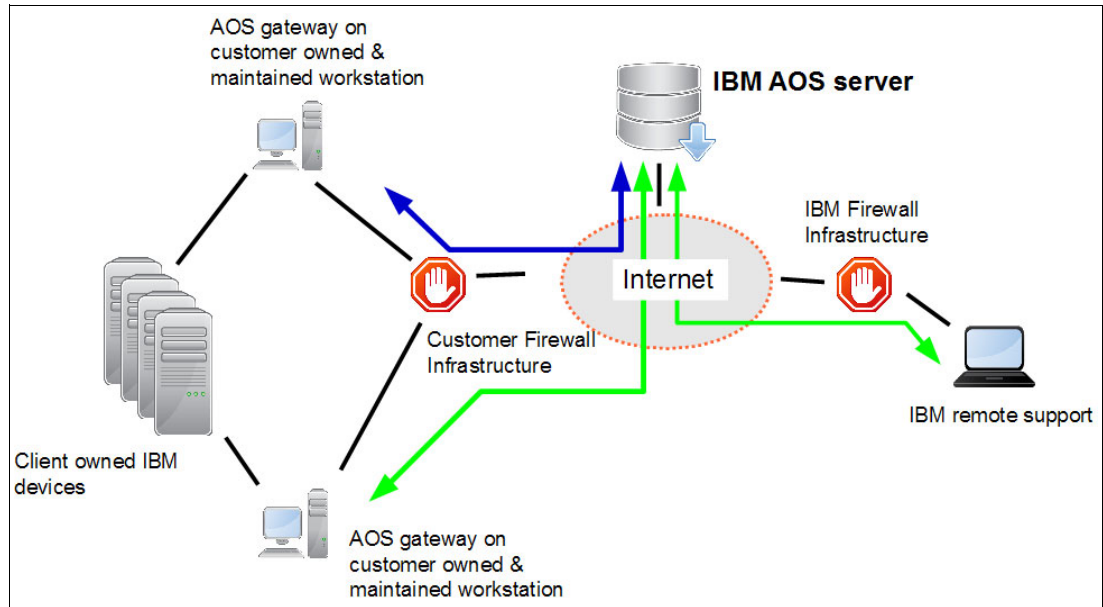 AOS gateway on
customer owned &
maintained workstation
IBM AOS server
IBM Firewall
Infrastructure
Internet
Customer Firewall
Infrastructure
IBM remote support
Client owned IBM
devices
AOS gateway on
customer owned &
maintained workstation